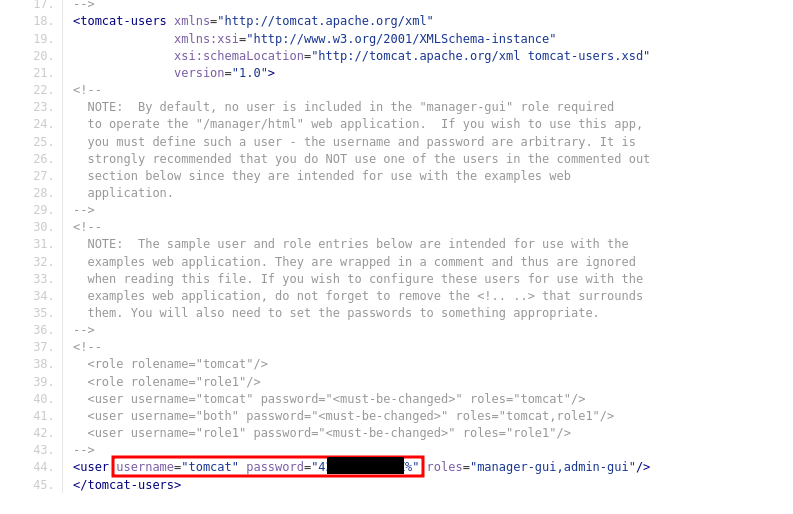 17. -->
18. <tomcat-users xmlns="http://tomcat.apache.org/xml"
19.               xmlns:xsi="http://www.w3.org/2001/XMLSchema-instance"
20.               xsi:schemaLocation="http://tomcat.apache.org/xml tomcat-users.xsd"
21.               version="1.0">
22. <!--
23.   NOTE:  By default, no user is included in the "manager-gui" role required
24.   to operate the "/manager/html" web application.  If you wish to use this app,
25.   you must define such a user - the username and password are arbitrary. It is
26.   strongly recommended that you do NOT use one of the users in the commented out
27.   section below since they are intended for use with the examples web
28.   application.
29. -->
30. <!--
31.   NOTE:  The sample user and role entries below are intended for use with the
32.   examples web application. They are wrapped in a comment and thus are ignored
33.   when reading this file. If you wish to configure these users for use with the
34.   examples web application, do not forget to remove the <!.. ..> that surrounds
35.   them. You will also need to set the passwords to something appropriate.
36. -->
37. <!--
38.   <role rolename="tomcat"/>
39.   <role rolename="role1"/>
40.   <user username="tomcat" password="<must-be-changed>" roles="tomcat"/>
41.   <user username="both" password="<must-be-changed>" roles="tomcat,role1"/>
42.   <user username="role1" password="<must-be-changed>" roles="role1"/>
43. -->
44. <user username="tomcat" password="4 %" roles="manager-gui,admin-gui"/>
45. </tomcat-users>